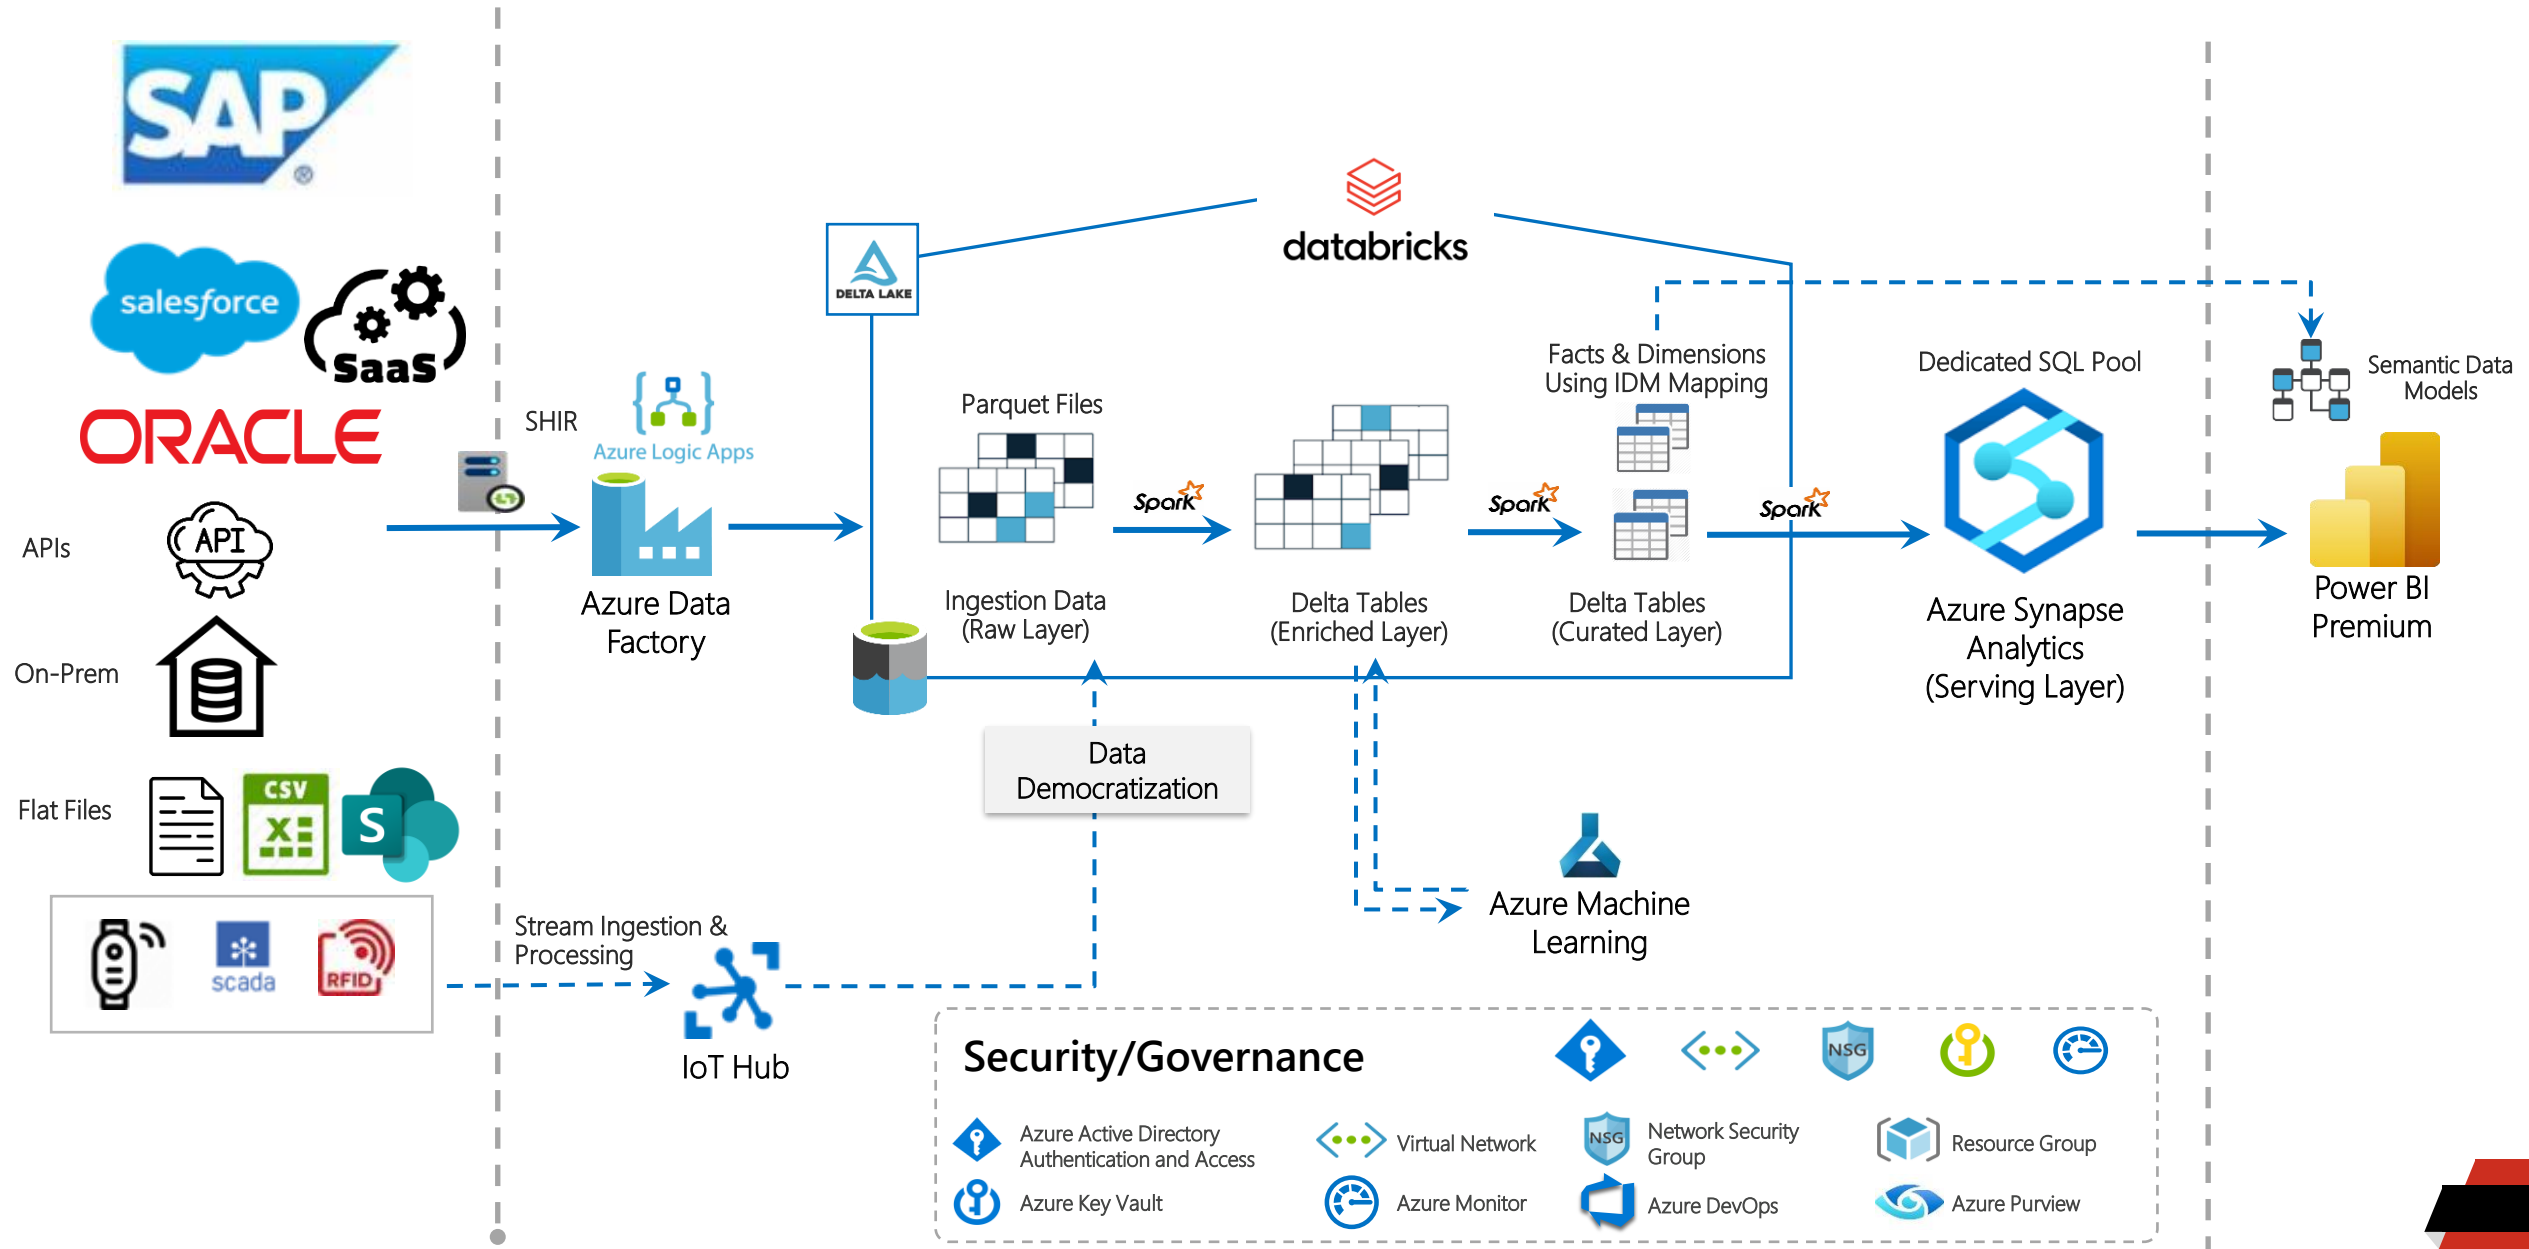 SAP
®
salesforce
SaaS
ORACLE
APIs
API
On-Prem
Flat Files
CSV
X
S
scada
RFID
SHIR
Azure Logic Apps
Azure Data
Factory
Stream Ingestion &
Processing
IoT Hub
DELTA LAKE
databricks
Parquet Files
Ingestion Data
(Raw Layer)
Spark
Delta Tables
(Enriched Layer)
Spark
Facts & Dimensions
Using IDM Mapping
Delta Tables
(Curated Layer)
Spark
Data
Democratization
Azure Machine
Learning
Dedicated SQL Pool
Azure Synapse
Analytics
(Serving Layer)
Semantic Data
Models
Power BI
Premium
Security/Governance
NSG
Azure Active Directory
Authentication and Access
Virtual Network
NSG
Network Security
Group
Resource Group
Azure Key Vault
Azure Monitor
Azure DevOps
Azure Purview